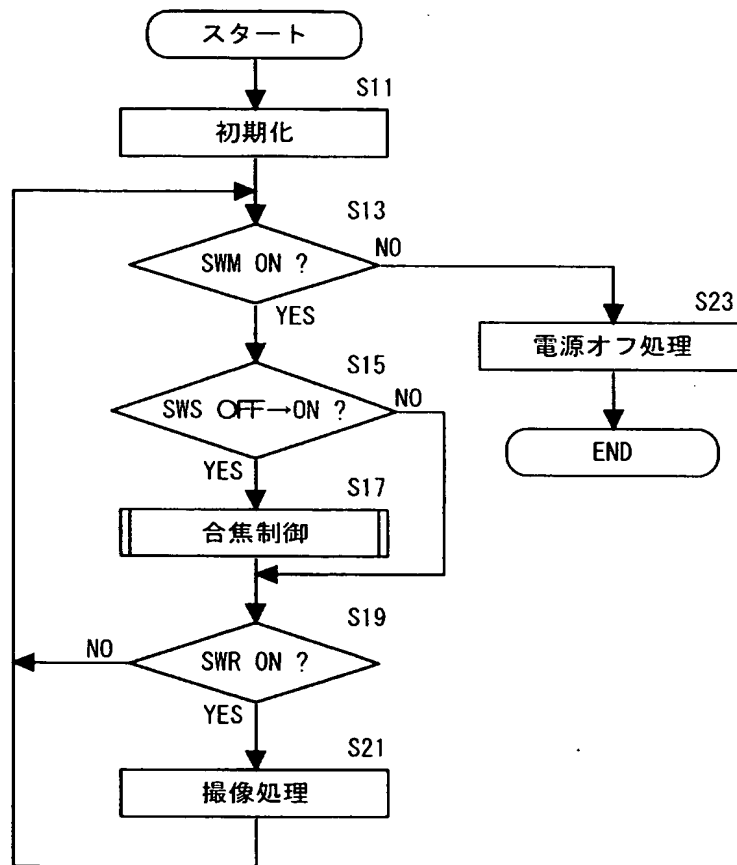 スタート
S11
初期化
S13
SWM ON ?
NO
YES
S23
電源オフ処理
S15
SWS OFF→ON ?
NO
END
YES
S17
合焦制御
S19
NO
SWR ON ?
YES
S21
撮像処理